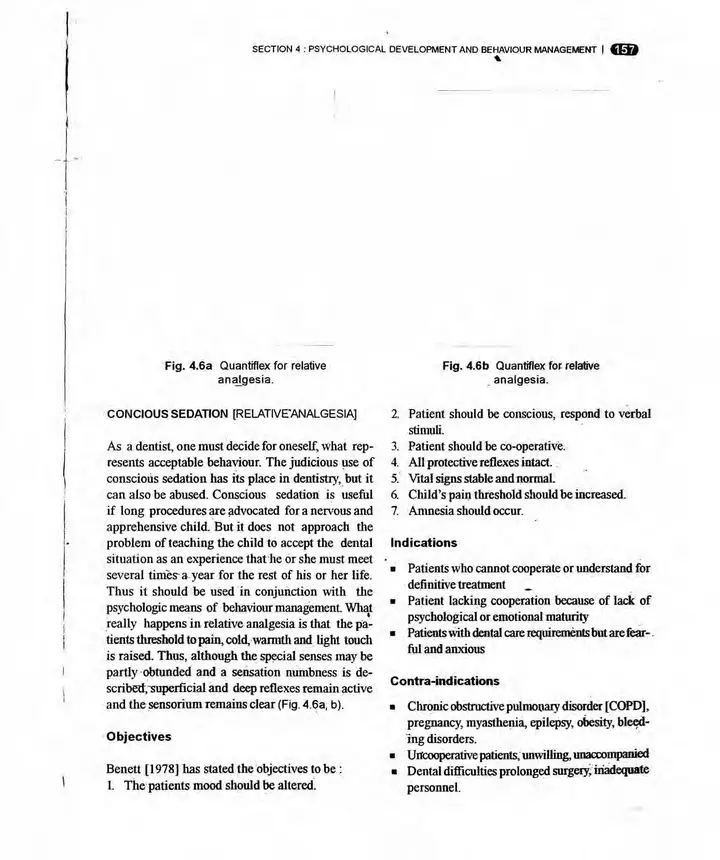 SECTION 4 : PSYCHOLOGICAL DEVELOPMENT AND BEHAVIOUR MANAGEMENT | 157
Fig. 4.6a Quantiflex for relative
analgesia.
Fig. 4.6b Quantiflex for relative
analgesia.
CONCIOUS SEDATION [RELATIVE ANALGESIA]
As a dentist, one must decide for oneself, what rep-
resents acceptable behaviour. The judicious use of
conscious sedation has its place in dentistry, but it
can also be abused. Conscious sedation is useful
if long procedures are advocated for a nervous and
apprehensive child. But it does not approach the
problem of teaching the child to accept the dental
situation as an experience that he or she must meet
several times a year for the rest of his or her life.
Thus it should be used in conjunction with the
psychologic means of behaviour management. What
really happens in relative analgesia is that the pa-
tients threshold to pain, cold, warmth and light touch
is raised. Thus, although the special senses may be
partly obtunded and a sensation numbness is de-
scribed, superficial and deep reflexes remain active
and the sensorium remains clear (Fig. 4.6a, b).
Objectives
Benett [1978] has stated the objectives to be :
I. The patients mood should be altered.
2. Patient should be conscious, respond to verbal
stimuli.
3. Patient should be co-operative.
4. All protective reflexes intact.
5. Vital signs stable and normal.
6. Child's pain threshold should be increased.
7. Amnesia should occur.
Indications
■ Patients who cannot cooperate or understand for
definitive treatment
■ Patient lacking cooperation because of lack of
psychological or emotional maturity
■ Patients with dental care requirements but are fear-
ful and anxious
Contra-indications
■ Chronic obstructive pulmonary disorder [COPD],
pregnancy, myasthenia, epilepsy, obesity, bleed-
ing disorders.
■ Uncooperative patients, unwilling, unaccompanied
■ Dental difficulties prolonged surgery, inadequate
personnel.